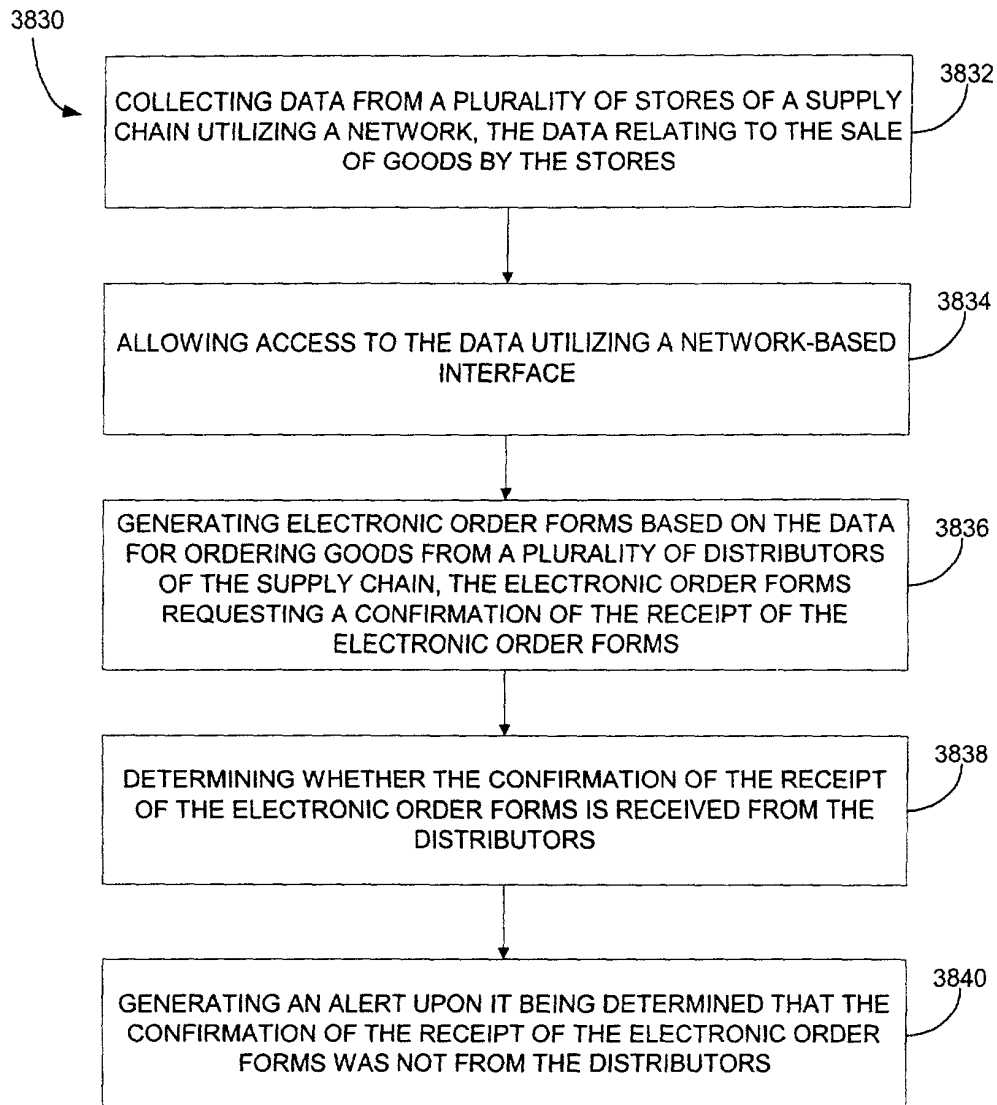 3830
3832
COLLECTING DATA FROM A PLURALITY OF STORES OF A SUPPLY
CHAIN UTILIZING A NETWORK, THE DATA RELATING TO THE SALE
OF GOODS BY THE STORES
3834
ALLOWING ACCESS TO THE DATA UTILIZING A NETWORK-BASED
INTERFACE
3836
GENERATING ELECTRONIC ORDER FORMS BASED ON THE DATA
FOR ORDERING GOODS FROM A PLURALITY OF DISTRIBUTORS
OF THE SUPPLY CHAIN, THE ELECTRONIC ORDER FORMS
REQUESTING A CONFIRMATION OF THE RECEIPT OF THE
ELECTRONIC ORDER FORMS
3838
DETERMINING WHETHER THE CONFIRMATION OF THE RECEIPT
OF THE ELECTRONIC ORDER FORMS IS RECEIVED FROM THE
DISTRIBUTORS
3840
GENERATING AN ALERT UPON IT BEING DETERMINED THAT THE
CONFIRMATION OF THE RECEIPT OF THE ELECTRONIC ORDER
FORMS WAS NOT FROM THE DISTRIBUTORS